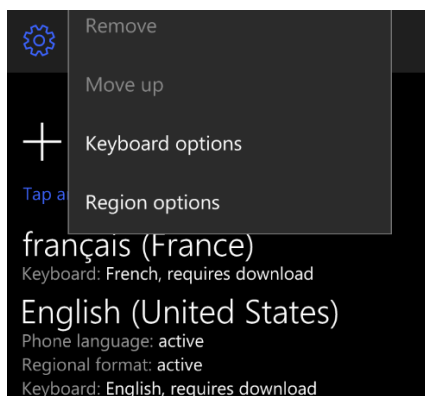 Remove
Move up
Keyboard options
Tap a
Region options
français (France)
Keyboard: French, requires download
English (United States)
Phone language: active
Regional format: active
Keyboard: English, requires download